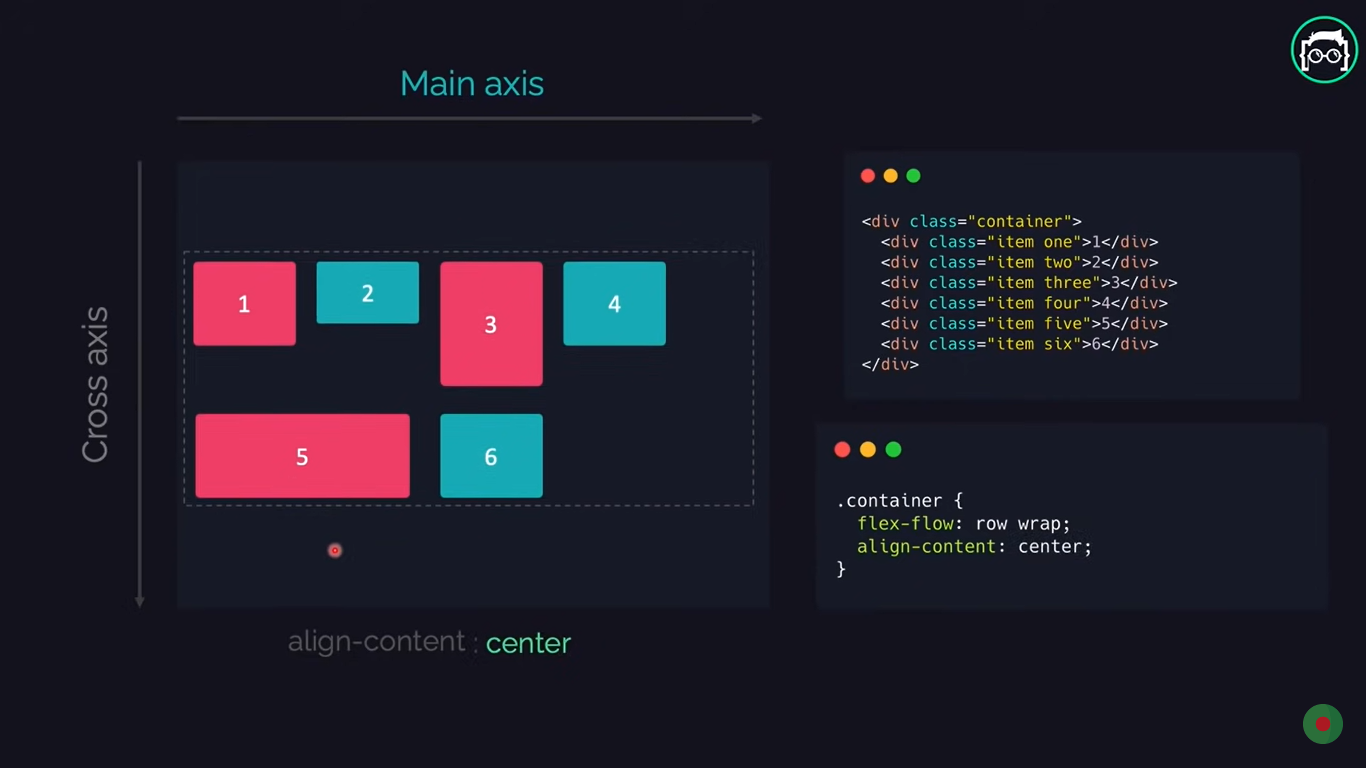 Main axis
Cross axis
1
2
3
4
5
6
align-content : center
<div class="container">
  <div class="item one">1</div>
  <div class="item two">2</div>
  <div class="item three">3</div>
  <div class="item four">4</div>
  <div class="item five">5</div>
  <div class="item six">6</div>
</div>
.container {
  flex-flow: row wrap;
  align-content: center;
}